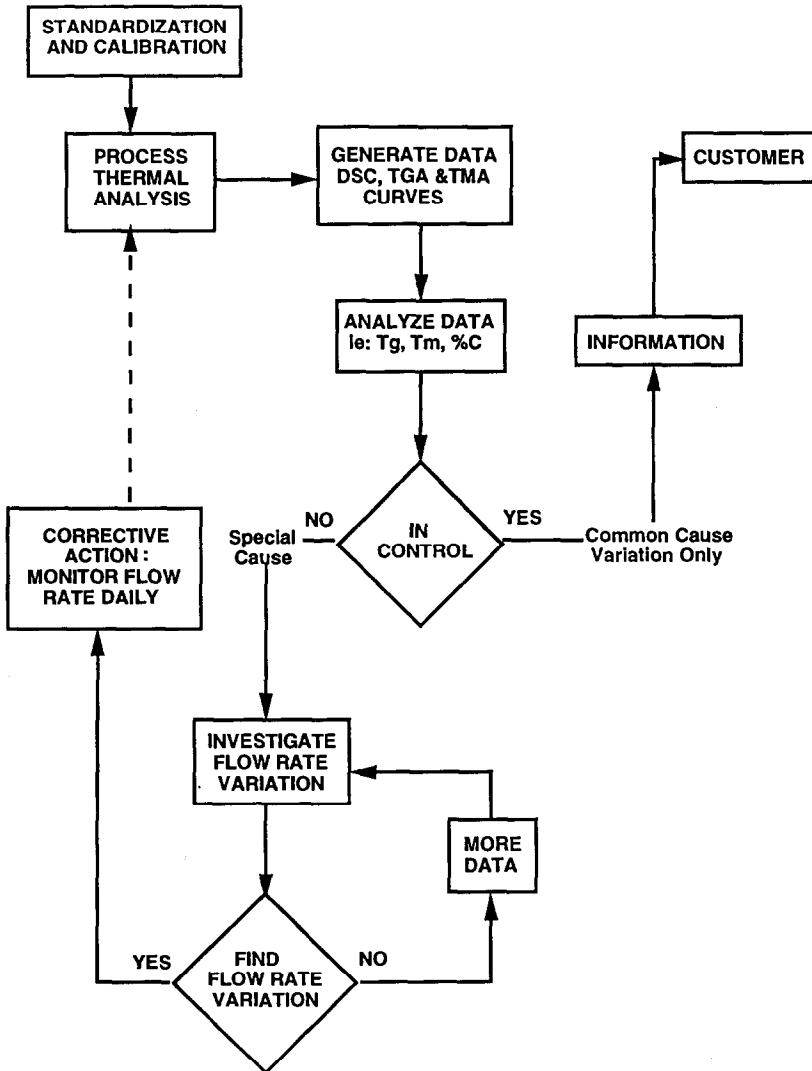 STANDARDIZATION
AND CALIBRATION
PROCESS
THERMAL
ANALYSIS
GENERATE DATA
DSC, TGA &TMA
CURVES
CUSTOMER
ANALYZE DATA
ie: Tg, Tm, %C
INFORMATION
CORRECTIVE
ACTION :
MONITOR FLOW
RATE DAILY
Special
Cause
NO
IN
CONTROL
YES
Common Cause
Variation Only
INVESTIGATE
FLOW RATE
VARIATION
MORE
DATA
YES
FIND
FLOW RATE
VARIATION
NO